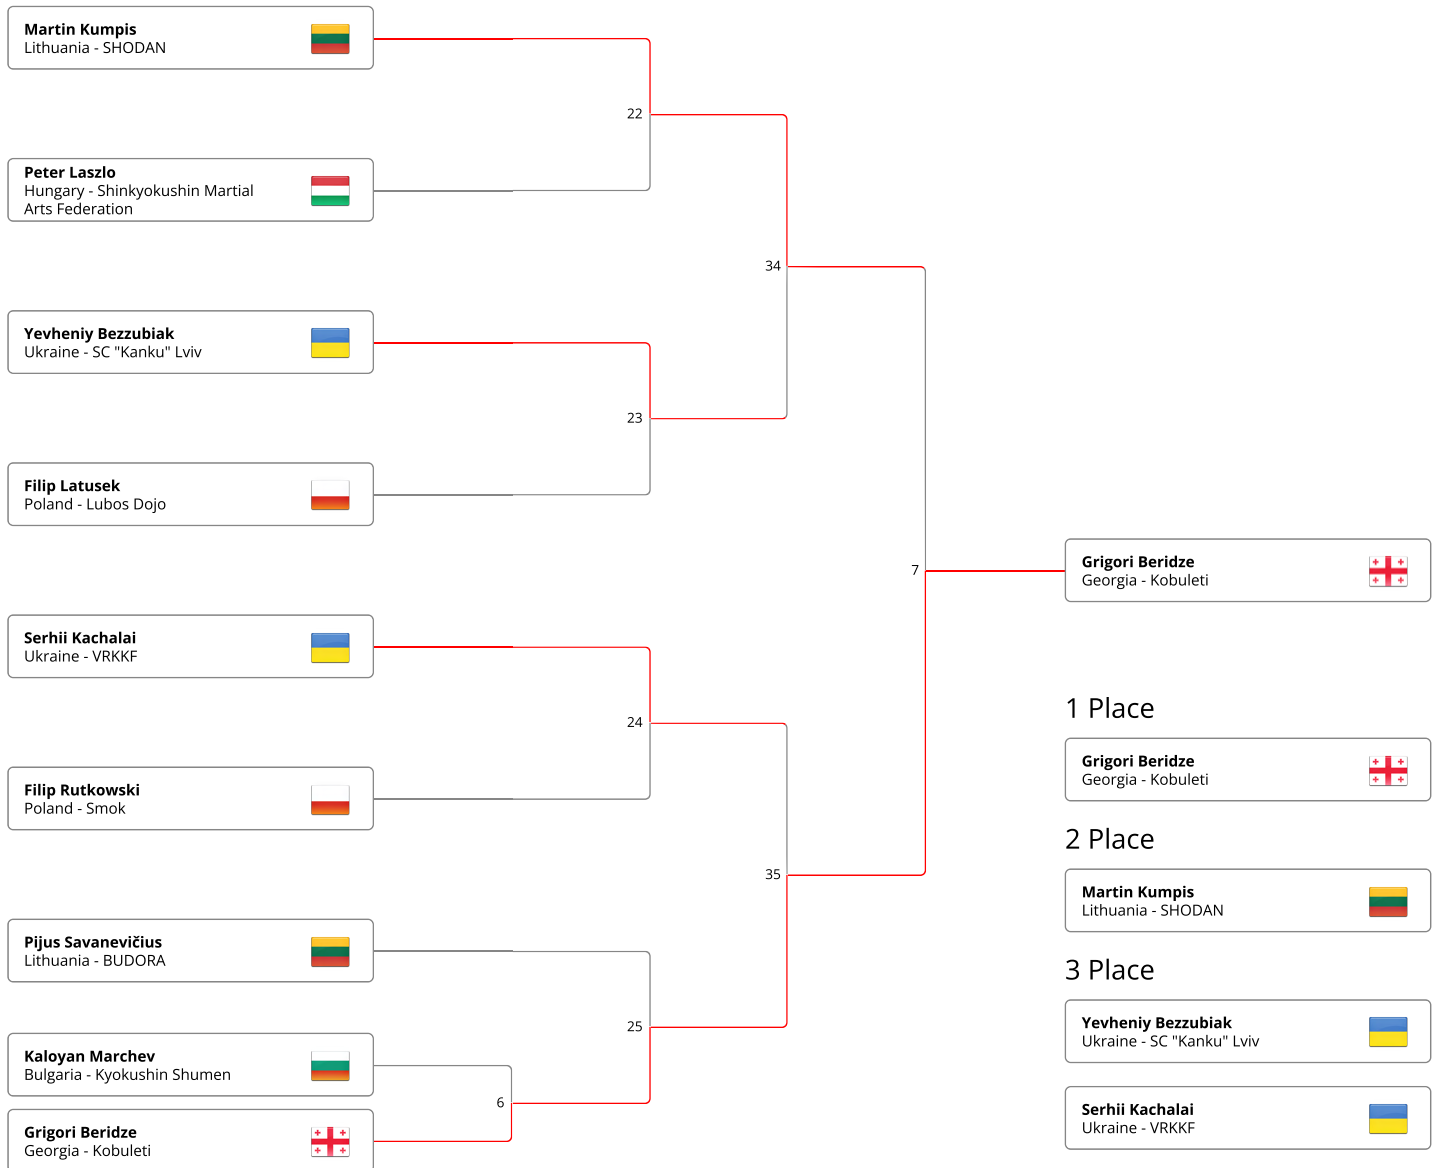 Martin Kumpis
Lithuania - SHODAN
22
Peter Laszlo
Hungary - Shinkyokushin Martial
Arts Federation
34
Yevheniy Bezzubiak
Ukraine - SC "Kanku" Lviv
23
Filip Latusek
Poland - Lubos Dojo
7
Grigori Beridze
Georgia - Kobuleti
Serhii Kachalai
Ukraine - VRKKF
24
Filip Rutkowski
Poland - Smok
35
Pijus Savanevičius
Lithuania - BUDORA
25
Kaloyan Marchev
Bulgaria - Kyokushin Shumen
6
Grigori Beridze
Georgia - Kobuleti
1 Place
Grigori Beridze
Georgia - Kobuleti
2 Place
Martin Kumpis
Lithuania - SHODAN
3 Place
Yevheniy Bezzubiak
Ukraine - SC "Kanku" Lviv
Serhii Kachalai
Ukraine - VRKKF